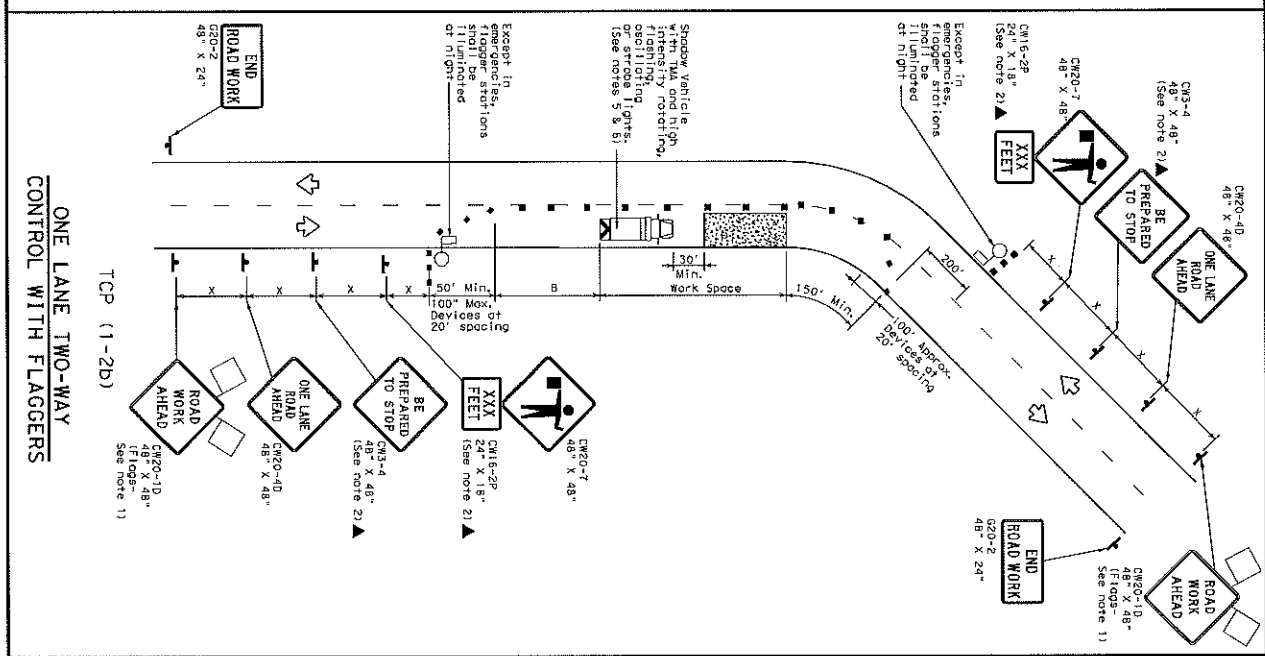 END
ROAD WORK
G20-2
48" X 24"
Except in
emergencies,
flagger stations
shall be
illuminated
at night
Shadow Vehicle
with TMA and high
intensity rotating,
flashing,
oscillating
or strobe lights.
(See notes 5 & 6)
Except in
emergencies,
flagger stations
shall be
illuminated
at night
CW16-2P
24" X 18"
(See note 2)▲
XXX
FEET
CW20-7
48" X 48"
CW3-4
48" X 48"
(See note 2)▲
BE
PREPARED
TO STOP
CW20-4D
48" X 48"
ONE LANE
ROAD
AHEAD
X
X
X
X
200'
30'
Min.
Work Space
150' Min.
100' Approx.
Devices at
20' spacing
B
50' Min.
100" Max.
Devices at
20' spacing
X
X
X
X
ROAD
WORK
AHEAD
CW20-1D
48" X 48"
(Flags-
See note 1)
ONE LANE
ROAD
AHEAD
CW20-4D
48" X 48"
BE
PREPARED
TO STOP
CW3-4
48" X 48"
(See note 2)▲
XXX
FEET
CW16-2P
24" X 18"
(See note 2)▲
CW20-7
48" X 48"
END
ROAD WORK
G20-2
48" X 24"
ROAD
WORK
AHEAD
CW20-1D
48" X 48"
(Flags-
See note 1)
TCP (1-2b)
ONE LANE TWO-WAY
CONTROL WITH FLAGGERS